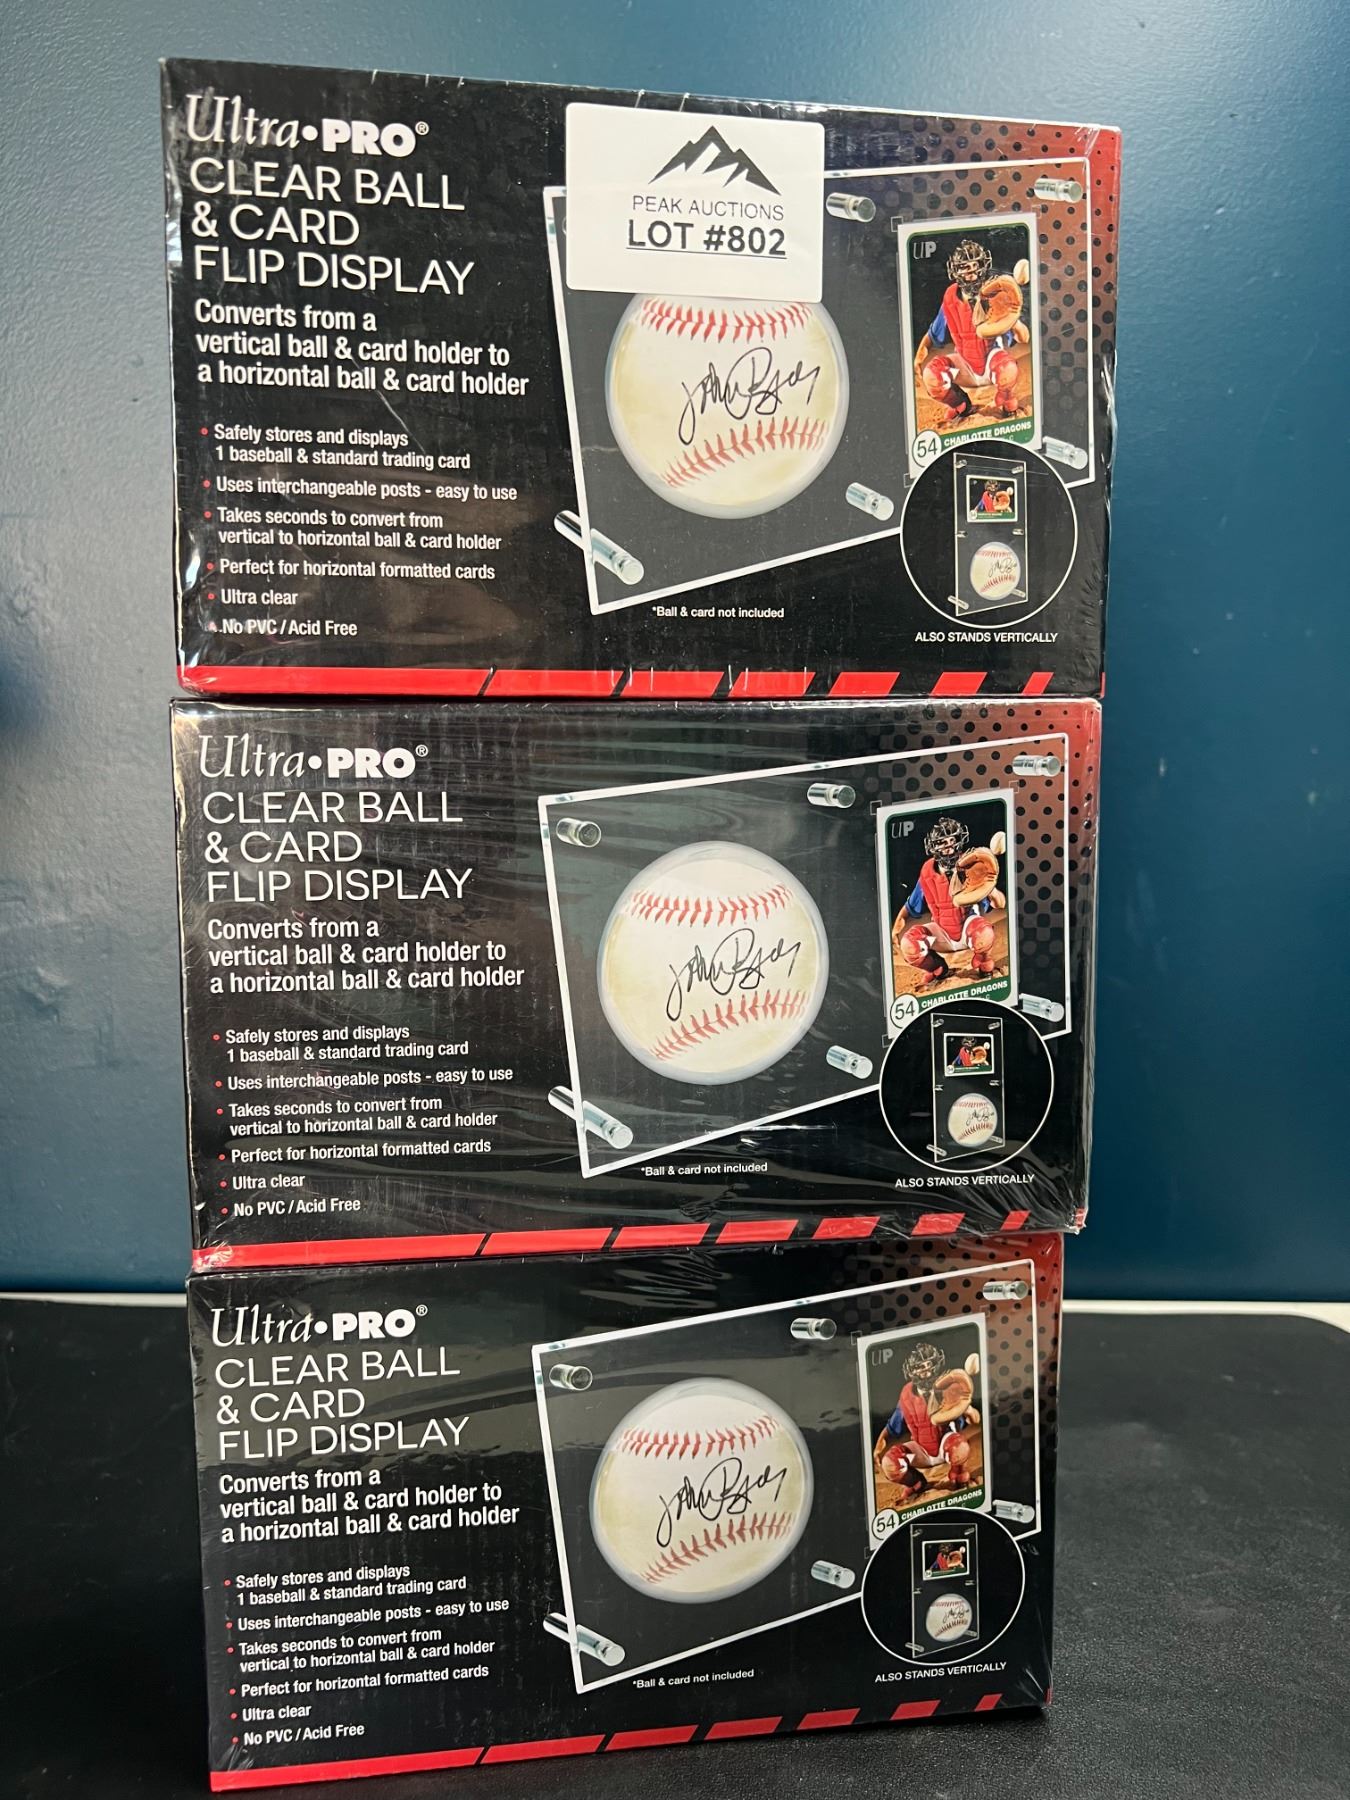 Ultra•PRO®
CLEAR BALL
& CARD
FLIP DISPLAY
Converts from a
vertical ball & card holder to
a horizontal ball & card holder
• Safely stores and displays
1 baseball & standard trading card
• Uses interchangeable posts - easy to use
• Takes seconds to convert from
vertical to horizontal ball & card holder
• Perfect for horizontal formatted cards
• Ultra clear
• No PVC / Acid Free
PEAK AUCTIONS
LOT #802
UP
54 CHARLOTTE DRAGONS
C
*Ball & card not included
ALSO STANDS VERTICALLY
Ultra•PRO®
CLEAR BALL
& CARD
FLIP DISPLAY
Converts from a
vertical ball & card holder to
a horizontal ball & card holder
• Safely stores and displays
1 baseball & standard trading card
• Uses interchangeable posts - easy to use
• Takes seconds to convert from
vertical to horizontal ball & card holder
• Perfect for horizontal formatted cards
• Ultra clear
• No PVC / Acid Free
UP
54 CHARLOTTE DRAGONS
C
*Ball & card not included
ALSO STANDS VERTICALLY
Ultra•PRO®
CLEAR BALL
& CARD
FLIP DISPLAY
Converts from a
vertical ball & card holder to
a horizontal ball & card holder
• Safely stores and displays
1 baseball & standard trading card
• Uses interchangeable posts - easy to use
• Takes seconds to convert from
vertical to horizontal ball & card holder
• Perfect for horizontal formatted cards
• Ultra clear
• No PVC / Acid Free
UP
54 CHARLOTTE DRAGONS
*Ball & card not included
ALSO STANDS VERTICALLY